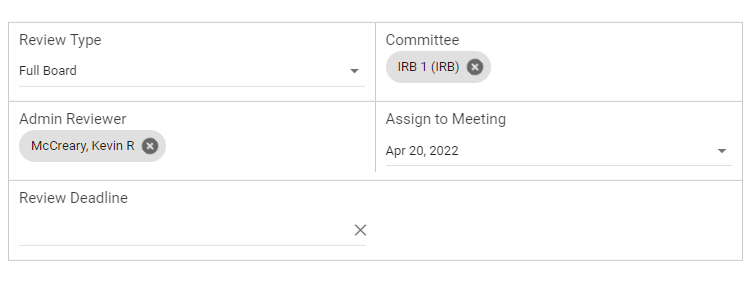 Review Type
Full Board
Committee
IRB 1 (IRB)
Admin Reviewer
McCreary, Kevin R
Assign to Meeting
Apr 20, 2022
Review Deadline